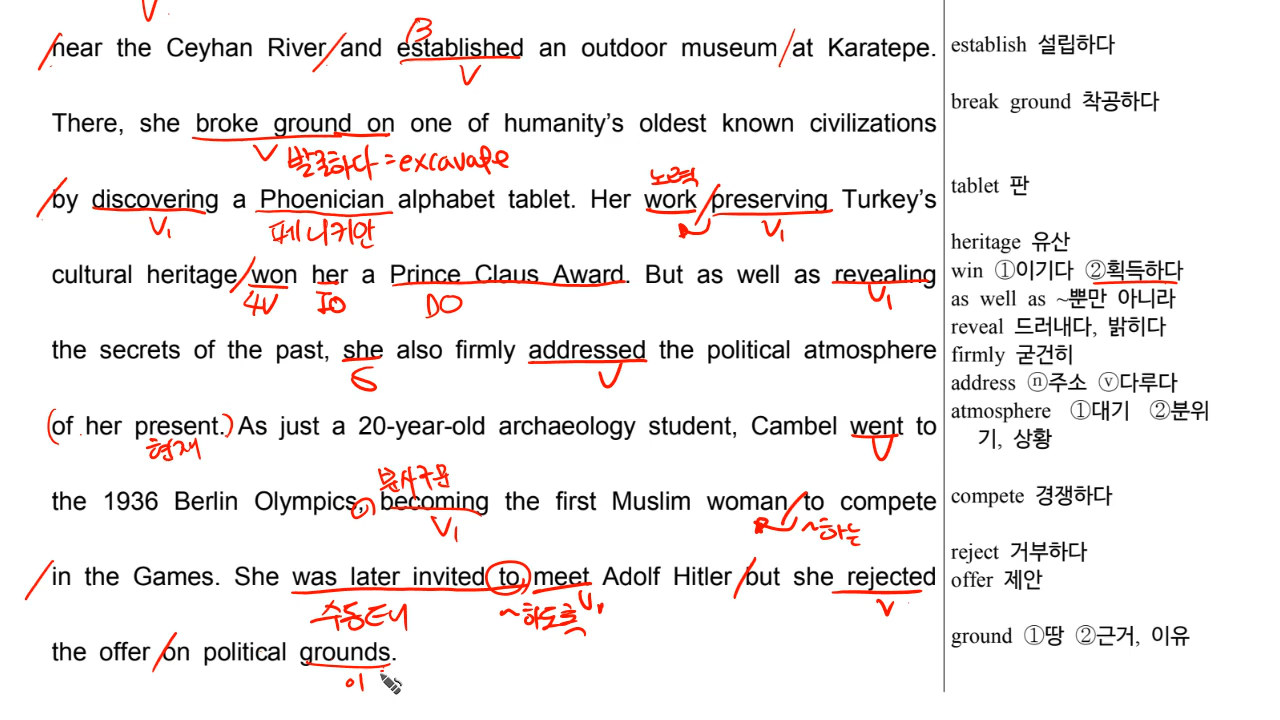 V
near the Ceyhan River and established an outdoor museum at Karatepe.
3
V
There, she broke ground on one of humanity's oldest known civilizations
V 발굴하다 = excavate
노력
by discovering a Phoenician alphabet tablet. Her work preserving Turkey's
V₁ 페니키안 V₁
cultural heritage won her a Prince Claus Award. But as well as revealing
4V IO DO V₁
the secrets of the past, she also firmly addressed the political atmosphere
S V
(of her present.) As just a 20-year-old archaeology student, Cambel went to
현재 V
분사구문
the 1936 Berlin Olympics, becoming the first Muslim woman to compete
V₁ ~하는
in the Games. She was later invited to meet Adolf Hitler but she rejected
수동태 ~하도록 V₁ V
the offer on political grounds.
이
establish 설립하다
break ground 착공하다
tablet 판
heritage 유산
win ①이기다 ②획득하다
as well as ~뿐만 아니라
reveal 드러내다, 밝히다
firmly 굳건히
address ⓝ주소 ⓥ다루다
atmosphere ①대기 ②분위
기, 상황
compete 경쟁하다
reject 거부하다
offer 제안
ground ①땅 ②근거, 이유